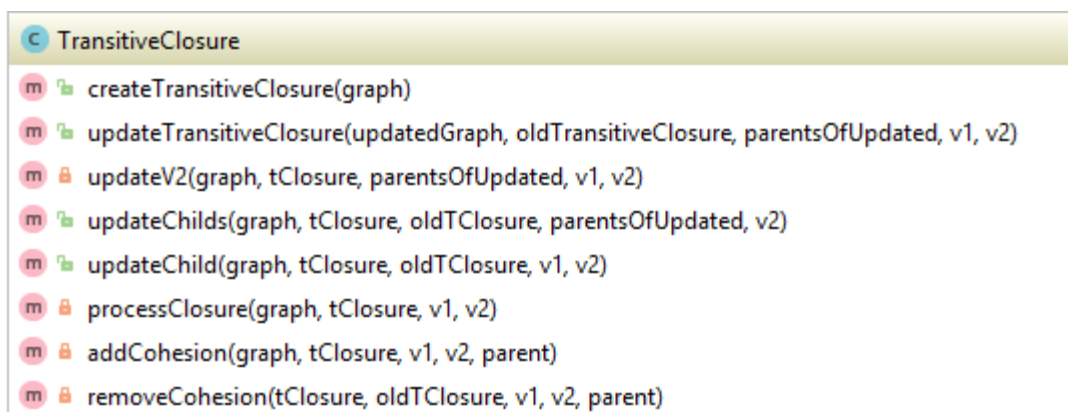 C TransitiveClosure
m createTransitiveClosure(graph)
m updateTransitiveClosure(updatedGraph, oldTransitiveClosure, parentsOfUpdated, v1, v2)
m updateV2(graph, tClosure, parentsOfUpdated, v1, v2)
m updateChilds(graph, tClosure, oldTClosure, parentsOfUpdated, v2)
m updateChild(graph, tClosure, oldTClosure, v1, v2)
m processClosure(graph, tClosure, v1, v2)
m addCohesion(graph, tClosure, v1, v2, parent)
m removeCohesion(tClosure, oldTClosure, v1, v2, parent)